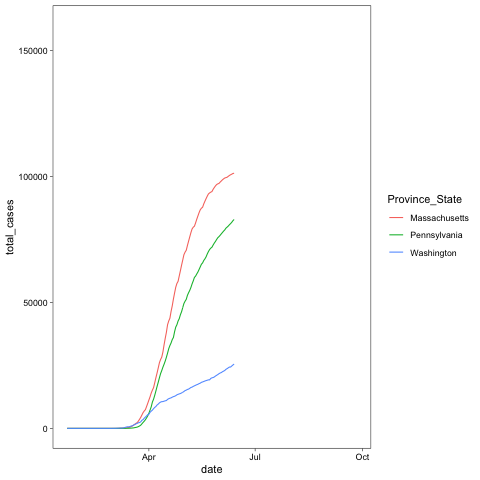 150000
100000
50000
0
total_cases
Apr
Jul
Oct
date
Province_State
Massachusetts
Pennsylvania
Washington